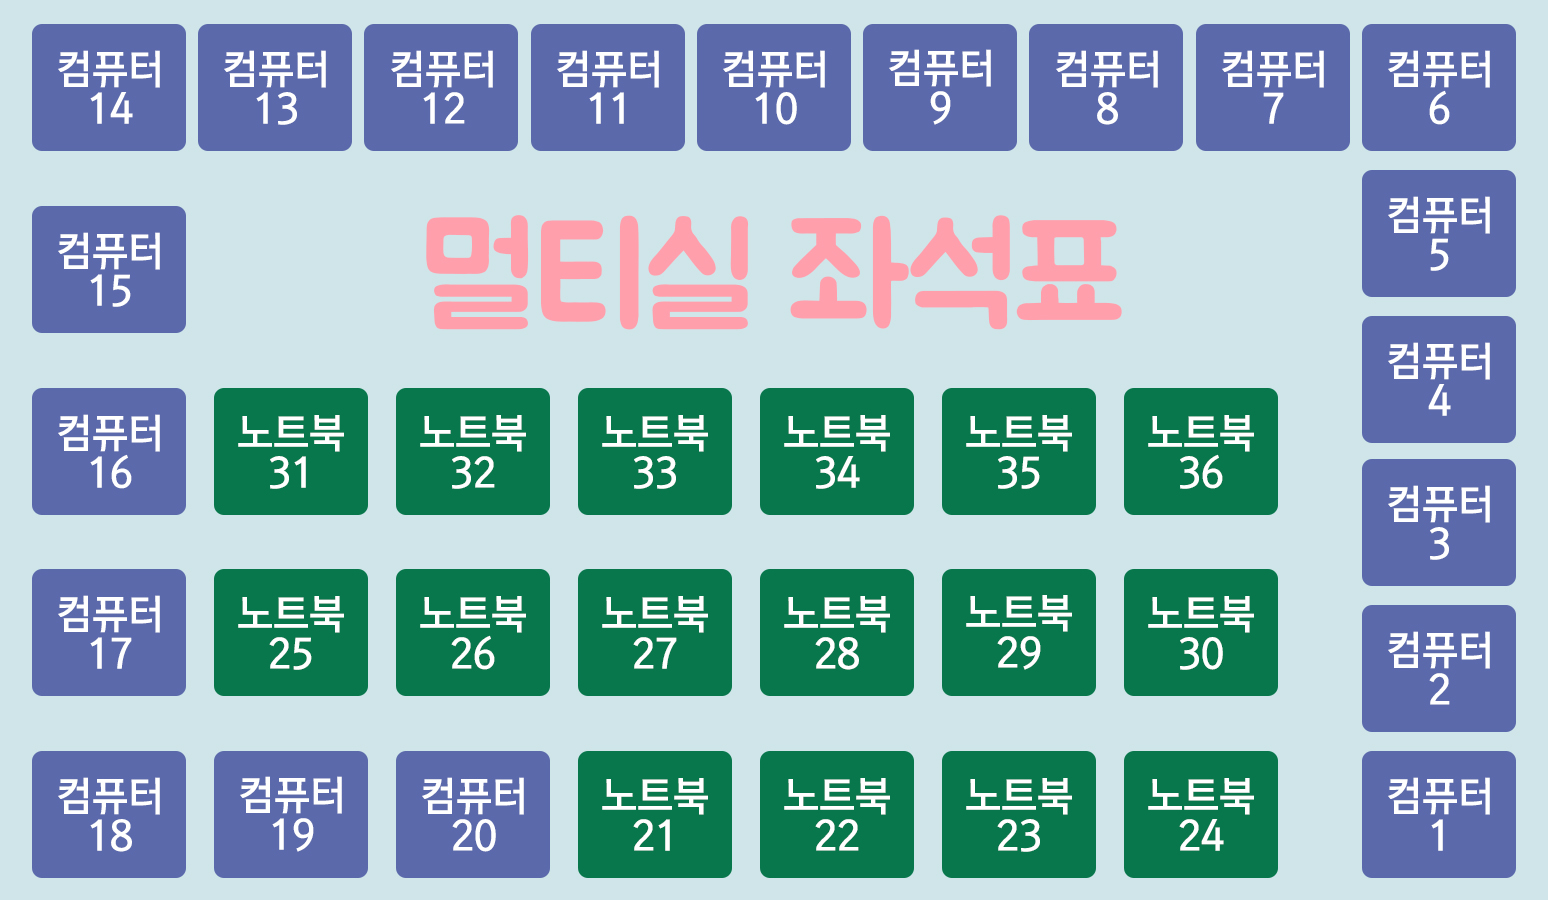 컴퓨터
14
컴퓨터
13
컴퓨터
12
컴퓨터
11
컴퓨터
10
컴퓨터
9
컴퓨터
8
컴퓨터
7
컴퓨터
6
컴퓨터
5
컴퓨터
15
멀티실 좌석표
컴퓨터
4
컴퓨터
16
노트북
31
노트북
32
노트북
33
노트북
34
노트북
35
노트북
36
컴퓨터
3
컴퓨터
17
노트북
25
노트북
26
노트북
27
노트북
28
노트북
29
노트북
30
컴퓨터
2
컴퓨터
18
컴퓨터
19
컴퓨터
20
노트북
21
노트북
22
노트북
23
노트북
24
컴퓨터
1